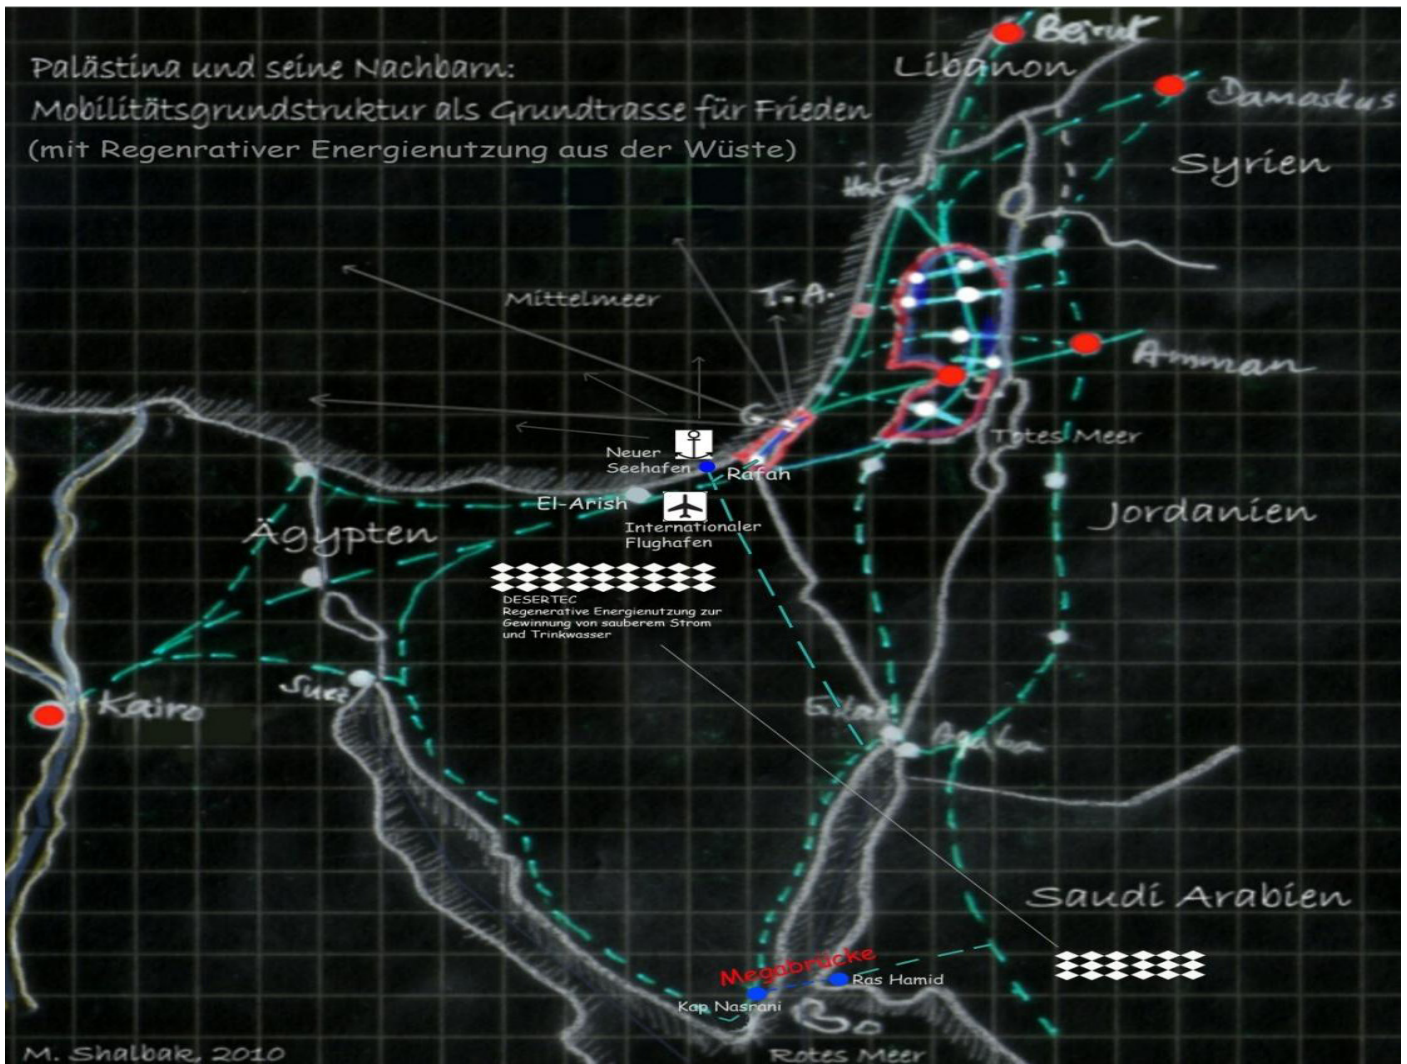 Palästina und seine Nachbarn:
Mobilitätsgrundstruktur als Grundtrasse für Frieden
(mit Regenrativer Energienutzung aus der Wüste)
Beirut
Libanon
Damaskus
Syrien
Mittelmeer
T.A.
Amman
G.
Neuer
Seehafen
Rafah
Totes Meer
El-Arish
Internationaler
Flughafen
Ägypten
Jordanien
DESERTEC
Regenerative Energienutzung zur
Gewinnung von sauberem Strom
und Trinkwasser
Suez
Kairo
Eilat
Aqaba
Saudi Arabien
Megabrücke
Ras Hamid
Kap Nasrani
Rotes Meer
M. Shalbak, 2010